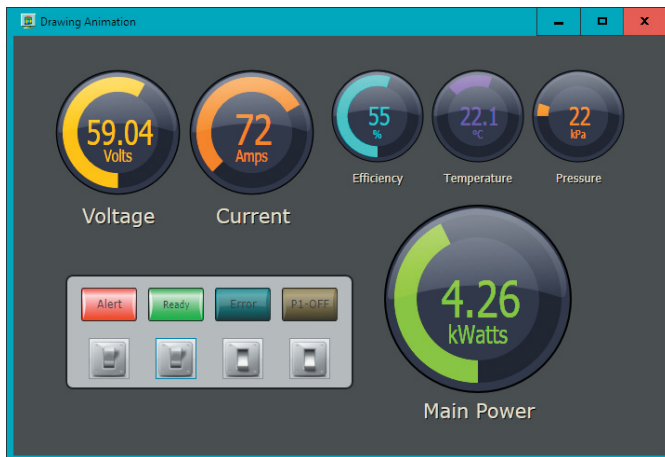 Drawing Animation
59.04
Volts
Voltage
72
Amps
Current
55
%
Efficiency
22.1
°C
Temperature
22
kPa
Pressure
Alert
Ready
Error
P1-OFF
4.26
kWatts
Main Power